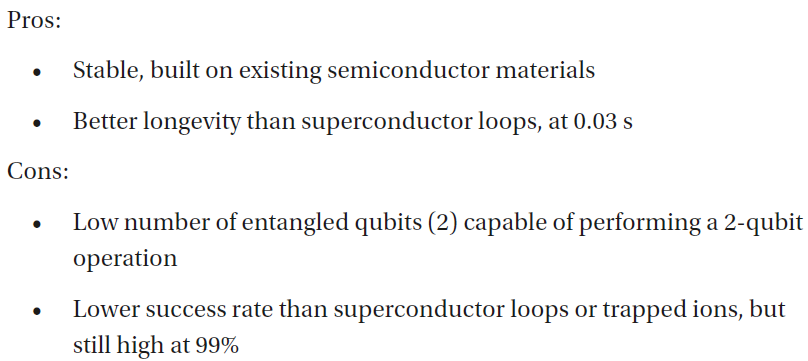 Pros:
• Stable, built on existing semiconductor materials
• Better longevity than superconductor loops, at 0.03 s
Cons:
• Low number of entangled qubits (2) capable of performing a 2-qubit
operation
• Lower success rate than superconductor loops or trapped ions, but
still high at 99%